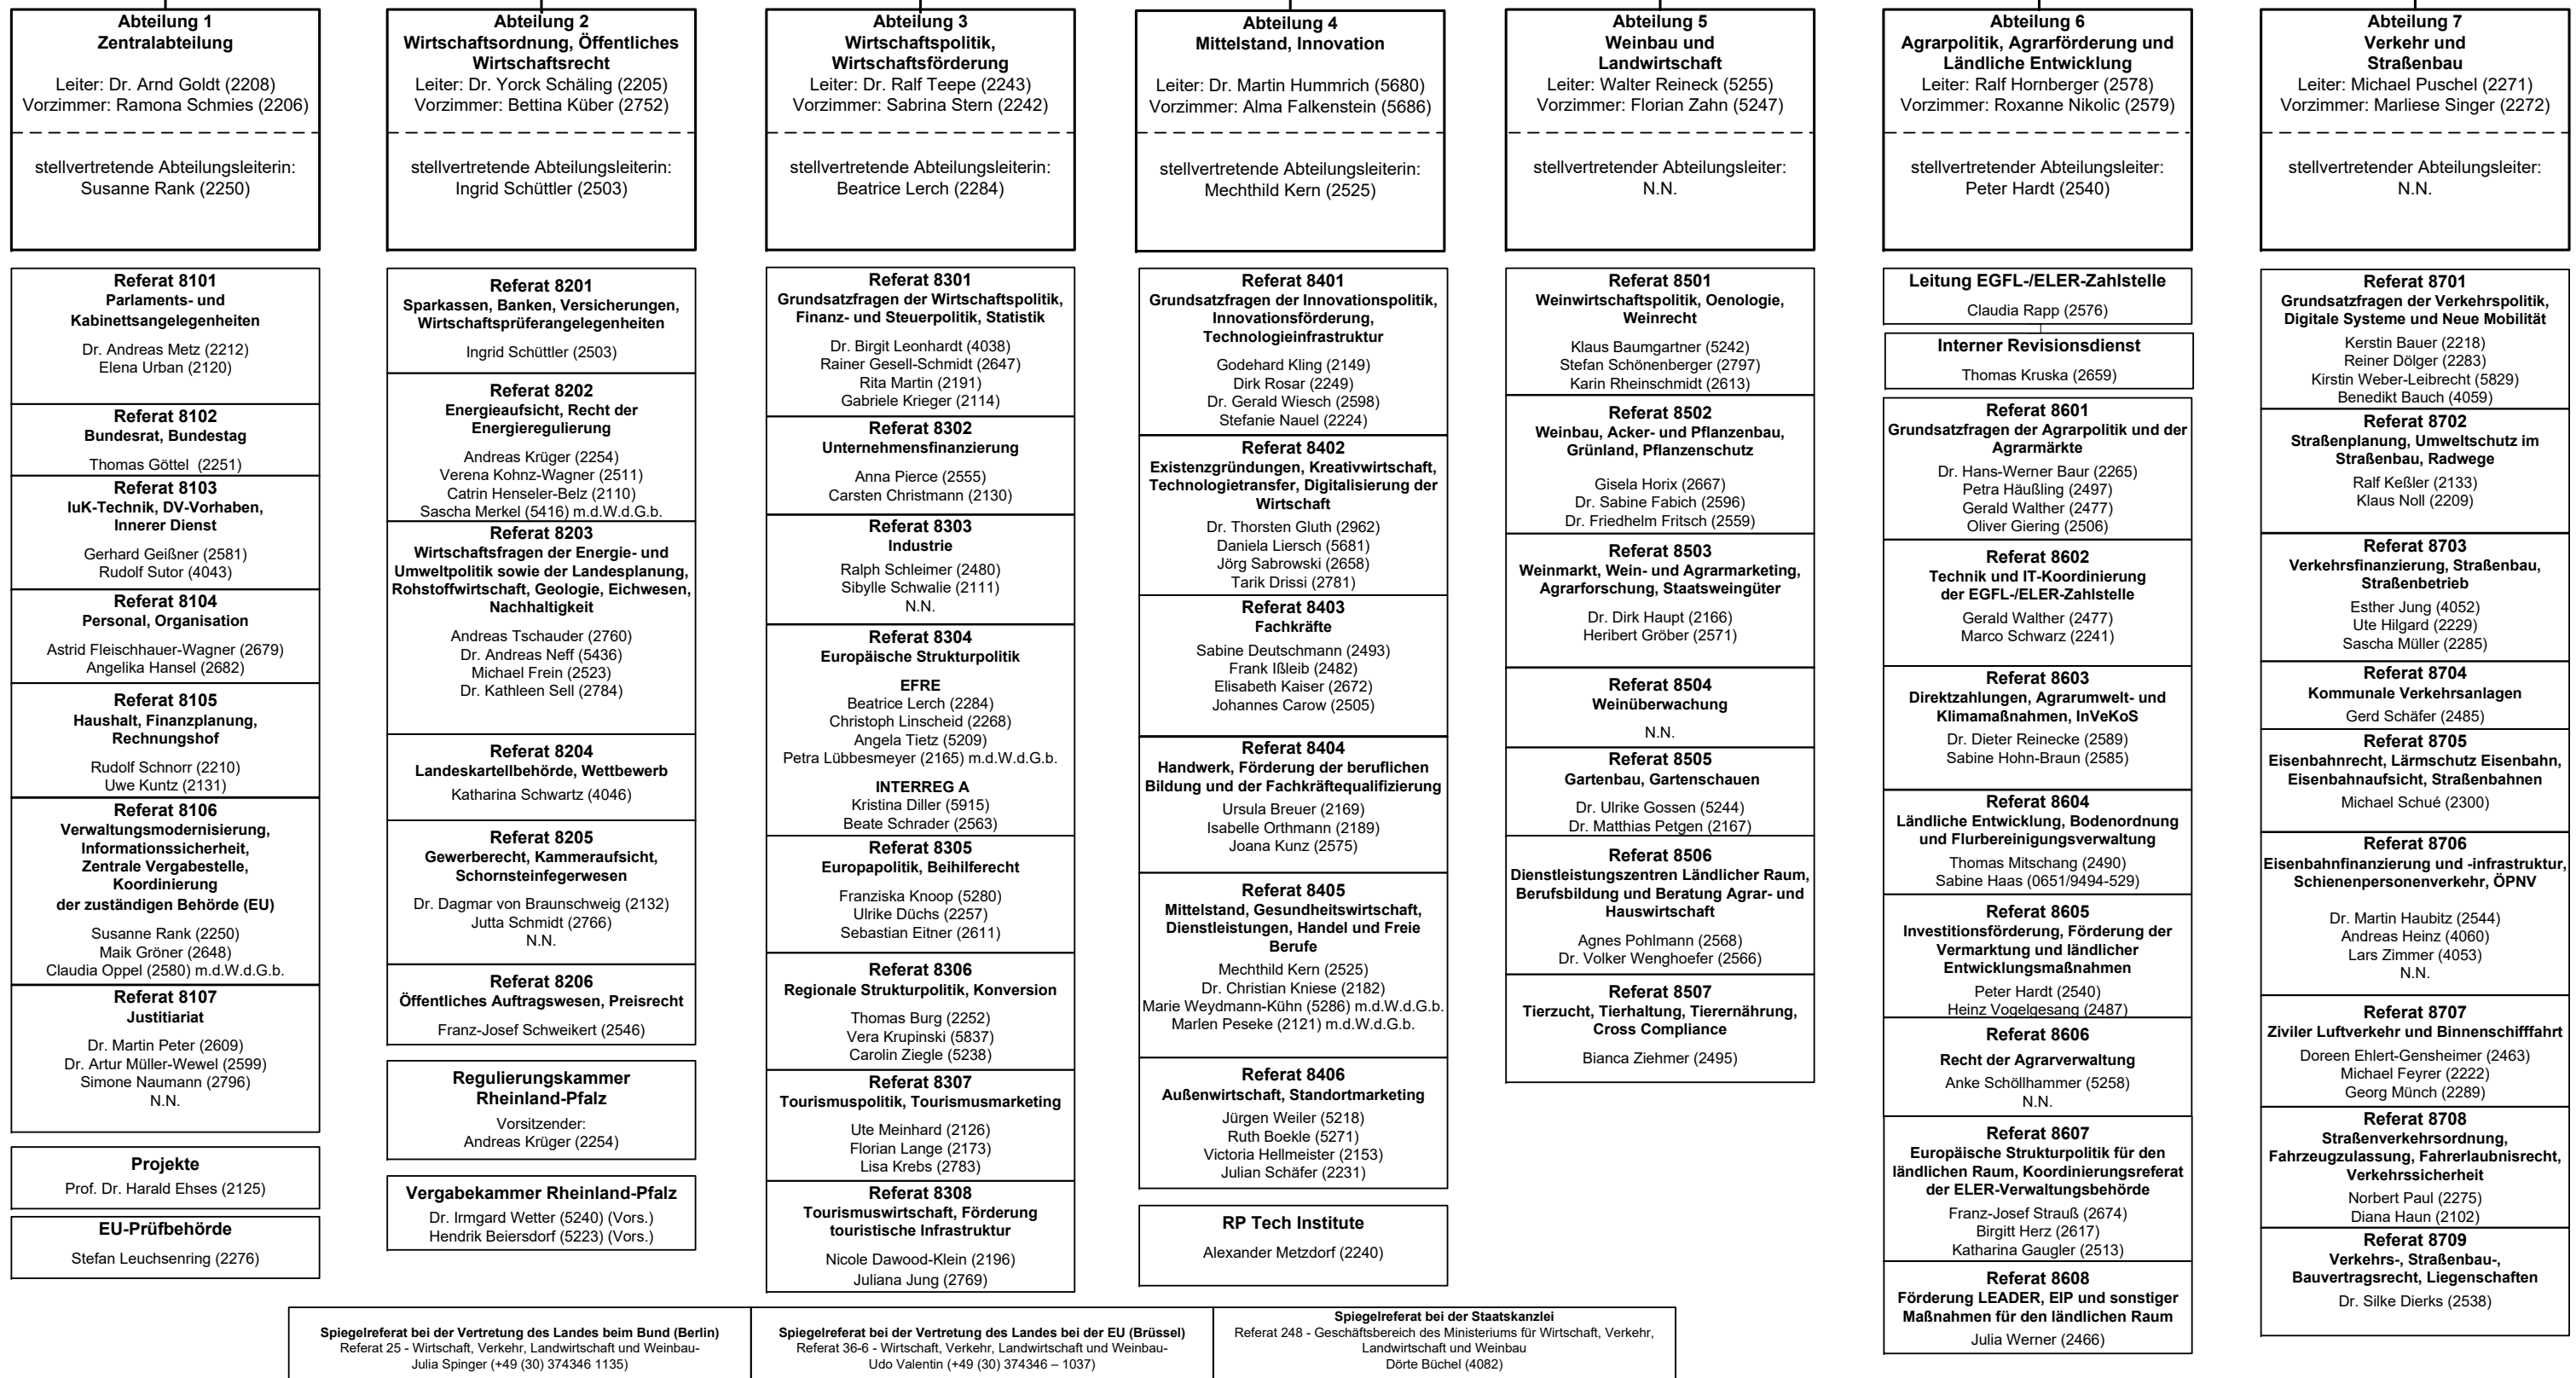 Abteilung 1
Zentralabteilung
Leiter: Dr. Arnd Goldt (2208)
Vorzimmer: Ramona Schmies (2206)
stellvertretende Abteilungsleiterin:
Susanne Rank (2250)
Referat 8101
Parlaments- und
Kabinettsangelegenheiten
Dr. Andreas Metz (2212)
Elena Urban (2120)
Referat 8102
Bundesrat, Bundestag
Thomas Göttel (2251)
Referat 8103
IuK-Technik, DV-Vorhaben,
Innerer Dienst
Gerhard Geißner (2581)
Rudolf Sutor (4043)
Referat 8104
Personal, Organisation
Astrid Fleischhauer-Wagner (2679)
Angelika Hansel (2682)
Referat 8105
Haushalt, Finanzplanung,
Rechnungshof
Rudolf Schnorr (2210)
Uwe Kuntz (2131)
Referat 8106
Verwaltungsmodernisierung,
Informationssicherheit,
Zentrale Vergabestelle,
Koordinierung
der zuständigen Behörde (EU)
Susanne Rank (2250)
Maik Gröner (2648)
Claudia Oppel (2580) m.d.W.d.G.b.
Referat 8107
Justitiariat
Dr. Martin Peter (2609)
Dr. Artur Müller-Wewel (2599)
Simone Naumann (2796)
N.N.
Projekte
Prof. Dr. Harald Ehses (2125)
EU-Prüfbehörde
Stefan Leuchsenring (2276)
Abteilung 2
Wirtschaftsordnung, Öffentliches
Wirtschaftsrecht
Leiter: Dr. Yorck Schäling (2205)
Vorzimmer: Bettina Küber (2752)
stellvertretende Abteilungsleiterin:
Ingrid Schüttler (2503)
Referat 8201
Sparkassen, Banken, Versicherungen,
Wirtschaftsprüferangelegenheiten
Ingrid Schüttler (2503)
Referat 8202
Energieaufsicht, Recht der
Energieregulierung
Andreas Krüger (2254)
Verena Kohnz-Wagner (2511)
Catrin Henseler-Belz (2110)
Sascha Merkel (5416) m.d.W.d.G.b.
Referat 8203
Wirtschaftsfragen der Energie- und
Umweltpolitik sowie der Landesplanung,
Rohstoffwirtschaft, Geologie, Eichwesen,
Nachhaltigkeit
Andreas Tschauder (2760)
Dr. Andreas Neff (5436)
Michael Frein (2523)
Dr. Kathleen Sell (2784)
Referat 8204
Landeskartellbehörde, Wettbewerb
Katharina Schwartz (4046)
Referat 8205
Gewerberecht, Kammeraufsicht,
Schornsteinfegerwesen
Dr. Dagmar von Braunschweig (2132)
Jutta Schmidt (2766)
N.N.
Referat 8206
Öffentliches Auftragswesen, Preisrecht
Franz-Josef Schweikert (2546)
Regulierungskammer
Rheinland-Pfalz
Vorsitzender:
Andreas Krüger (2254)
Vergabekammer Rheinland-Pfalz
Dr. Irmgard Wetter (5240) (Vors.)
Hendrik Beiersdorf (5223) (Vors.)
Abteilung 3
Wirtschaftspolitik,
Wirtschaftsförderung
Leiter: Dr. Ralf Teepe (2243)
Vorzimmer: Sabrina Stern (2242)
stellvertretende Abteilungsleiterin:
Beatrice Lerch (2284)
Referat 8301
Grundsatzfragen der Wirtschaftspolitik,
Finanz- und Steuerpolitik, Statistik
Dr. Birgit Leonhardt (4038)
Rainer Gesell-Schmidt (2647)
Rita Martin (2191)
Gabriele Krieger (2114)
Referat 8302
Unternehmensfinanzierung
Anna Pierce (2555)
Carsten Christmann (2130)
Referat 8303
Industrie
Ralph Schleimer (2480)
Sibylle Schwalie (2111)
N.N.
Referat 8304
Europäische Strukturpolitik
EFRE
Beatrice Lerch (2284)
Christoph Linscheid (2268)
Angela Tietz (5209)
Petra Lübbesmeyer (2165) m.d.W.d.G.b.
INTERREG A
Kristina Diller (5915)
Beate Schrader (2563)
Referat 8305
Europapolitik, Beihilferecht
Franziska Knoop (5280)
Ulrike Düchs (2257)
Sebastian Eitner (2611)
Referat 8306
Regionale Strukturpolitik, Konversion
Thomas Burg (2252)
Vera Krupinski (5837)
Carolin Ziegle (5238)
Referat 8307
Tourismuspolitik, Tourismusmarketing
Ute Meinhard (2126)
Florian Lange (2173)
Lisa Krebs (2783)
Referat 8308
Tourismuswirtschaft, Förderung
touristische Infrastruktur
Nicole Dawood-Klein (2196)
Juliana Jung (2769)
Abteilung 4
Mittelstand, Innovation
Leiter: Dr. Martin Hummrich (5680)
Vorzimmer: Alma Falkenstein (5686)
stellvertretende Abteilungsleiterin:
Mechthild Kern (2525)
Referat 8401
Grundsatzfragen der Innovationspolitik,
Innovationsförderung,
Technologieinfrastruktur
Godehard Kling (2149)
Dirk Rosar (2249)
Dr. Gerald Wiesch (2598)
Stefanie Nauel (2224)
Referat 8402
Existenzgründungen, Kreativwirtschaft,
Technologietransfer, Digitalisierung der
Wirtschaft
Dr. Thorsten Gluth (2962)
Daniela Liersch (5681)
Jörg Sabrowski (2658)
Tarik Drissi (2781)
Referat 8403
Fachkräfte
Sabine Deutschmann (2493)
Frank Ißleib (2482)
Elisabeth Kaiser (2672)
Johannes Carow (2505)
Referat 8404
Handwerk, Förderung der beruflichen
Bildung und der Fachkräftequalifizierung
Ursula Breuer (2169)
Isabelle Orthmann (2189)
Joana Kunz (2575)
Referat 8405
Mittelstand, Gesundheitswirtschaft,
Dienstleistungen, Handel und Freie
Berufe
Mechthild Kern (2525)
Dr. Christian Kniese (2182)
Marie Weydmann-Kühn (5286) m.d.W.d.G.b.
Marlen Peseke (2121) m.d.W.d.G.b.
Referat 8406
Außenwirtschaft, Standortmarketing
Jürgen Weiler (5218)
Ruth Boekle (5271)
Victoria Hellmeister (2153)
Julian Schäfer (2231)
RP Tech Institute
Alexander Metzdorf (2240)
Abteilung 5
Weinbau und
Landwirtschaft
Leiter: Walter Reineck (5255)
Vorzimmer: Florian Zahn (5247)
stellvertretender Abteilungsleiter:
N.N.
Referat 8501
Weinwirtschaftspolitik, Oenologie,
Weinrecht
Klaus Baumgartner (5242)
Stefan Schönenberger (2797)
Karin Rheinschmidt (2613)
Referat 8502
Weinbau, Acker- und Pflanzenbau,
Grünland, Pflanzenschutz
Gisela Horix (2667)
Dr. Sabine Fabich (2596)
Dr. Friedhelm Fritsch (2559)
Referat 8503
Weinmarkt, Wein- und Agrarmarketing,
Agrarforschung, Staatsweingüter
Dr. Dirk Haupt (2166)
Heribert Gröber (2571)
Referat 8504
Weinüberwachung
N.N.
Referat 8505
Gartenbau, Gartenschauen
Dr. Ulrike Gossen (5244)
Dr. Matthias Petgen (2167)
Referat 8506
Dienstleistungszentren Ländlicher Raum,
Berufsbildung und Beratung Agrar- und
Hauswirtschaft
Agnes Pohlmann (2568)
Dr. Volker Wenghoefer (2566)
Referat 8507
Tierzucht, Tierhaltung, Tierernährung,
Cross Compliance
Bianca Ziehmer (2495)
Abteilung 6
Agrarpolitik, Agrarförderung und
Ländliche Entwicklung
Leiter: Ralf Hornberger (2578)
Vorzimmer: Roxanne Nikolic (2579)
stellvertretender Abteilungsleiter:
Peter Hardt (2540)
Leitung EGFL-/ELER-Zahlstelle
Claudia Rapp (2576)
Interner Revisionsdienst
Thomas Kruska (2659)
Referat 8601
Grundsatzfragen der Agrarpolitik und der
Agrarmärkte
Dr. Hans-Werner Baur (2265)
Petra Häußling (2497)
Gerald Walther (2477)
Oliver Giering (2506)
Referat 8602
Technik und IT-Koordinierung
der EGFL-/ELER-Zahlstelle
Gerald Walther (2477)
Marco Schwarz (2241)
Referat 8603
Direktzahlungen, Agrarumwelt- und
Klimamaßnahmen, InVeKoS
Dr. Dieter Reinecke (2589)
Sabine Hohn-Braun (2585)
Referat 8604
Ländliche Entwicklung, Bodenordnung
und Flurbereinigungsverwaltung
Thomas Mitschang (2490)
Sabine Haas (0651/9494-529)
Referat 8605
Investitionsförderung, Förderung der
Vermarktung und ländlicher
Entwicklungsmaßnahmen
Peter Hardt (2540)
Heinz Vogelgesang (2487)
Referat 8606
Recht der Agrarverwaltung
Anke Schöllhammer (5258)
N.N.
Referat 8607
Europäische Strukturpolitik für den
ländlichen Raum, Koordinierungsreferat
der ELER-Verwaltungsbehörde
Franz-Josef Strauß (2674)
Birgitt Herz (2617)
Katharina Gaugler (2513)
Referat 8608
Förderung LEADER, EIP und sonstiger
Maßnahmen für den ländlichen Raum
Julia Werner (2466)
Abteilung 7
Verkehr und
Straßenbau
Leiter: Michael Puschel (2271)
Vorzimmer: Marliese Singer (2272)
stellvertretender Abteilungsleiter:
N.N.
Referat 8701
Grundsatzfragen der Verkehrspolitik,
Digitale Systeme und Neue Mobilität
Kerstin Bauer (2218)
Reiner Dölger (2283)
Kirstin Weber-Leibrecht (5829)
Benedikt Bauch (4059)
Referat 8702
Straßenplanung, Umweltschutz im
Straßenbau, Radwege
Ralf Keßler (2133)
Klaus Noll (2209)
Referat 8703
Verkehrsfinanzierung, Straßenbau,
Straßenbetrieb
Esther Jung (4052)
Ute Hilgard (2229)
Sascha Müller (2285)
Referat 8704
Kommunale Verkehrsanlagen
Gerd Schäfer (2485)
Referat 8705
Eisenbahnrecht, Lärmschutz Eisenbahn,
Eisenbahnaufsicht, Straßenbahnen
Michael Schué (2300)
Referat 8706
Eisenbahnfinanzierung und -infrastruktur,
Schienenpersonenverkehr, ÖPNV
Dr. Martin Haubitz (2544)
Andreas Heinz (4060)
Lars Zimmer (4053)
N.N.
Referat 8707
Ziviler Luftverkehr und Binnenschifffahrt
Doreen Ehlert-Gensheimer (2463)
Michael Feyrer (2222)
Georg Münch (2289)
Referat 8708
Straßenverkehrsordnung,
Fahrzeugzulassung, Fahrerlaubnisrecht,
Verkehrssicherheit
Norbert Paul (2275)
Diana Haun (2102)
Referat 8709
Verkehrs-, Straßenbau-,
Bauvertragsrecht, Liegenschaften
Dr. Silke Dierks (2538)
Spiegelreferat bei der Vertretung des Landes beim Bund (Berlin)
Referat 25 - Wirtschaft, Verkehr, Landwirtschaft und Weinbau-
Julia Spinger (+49 (30) 374346 1135)
Spiegelreferat bei der Vertretung des Landes bei der EU (Brüssel)
Referat 36-6 - Wirtschaft, Verkehr, Landwirtschaft und Weinbau-
Udo Valentin (+49 (30) 374346 – 1037)
Spiegelreferat bei der Staatskanzlei
Referat 248 - Geschäftsbereich des Ministeriums für Wirtschaft, Verkehr,
Landwirtschaft und Weinbau
Dörte Büchel (4082)